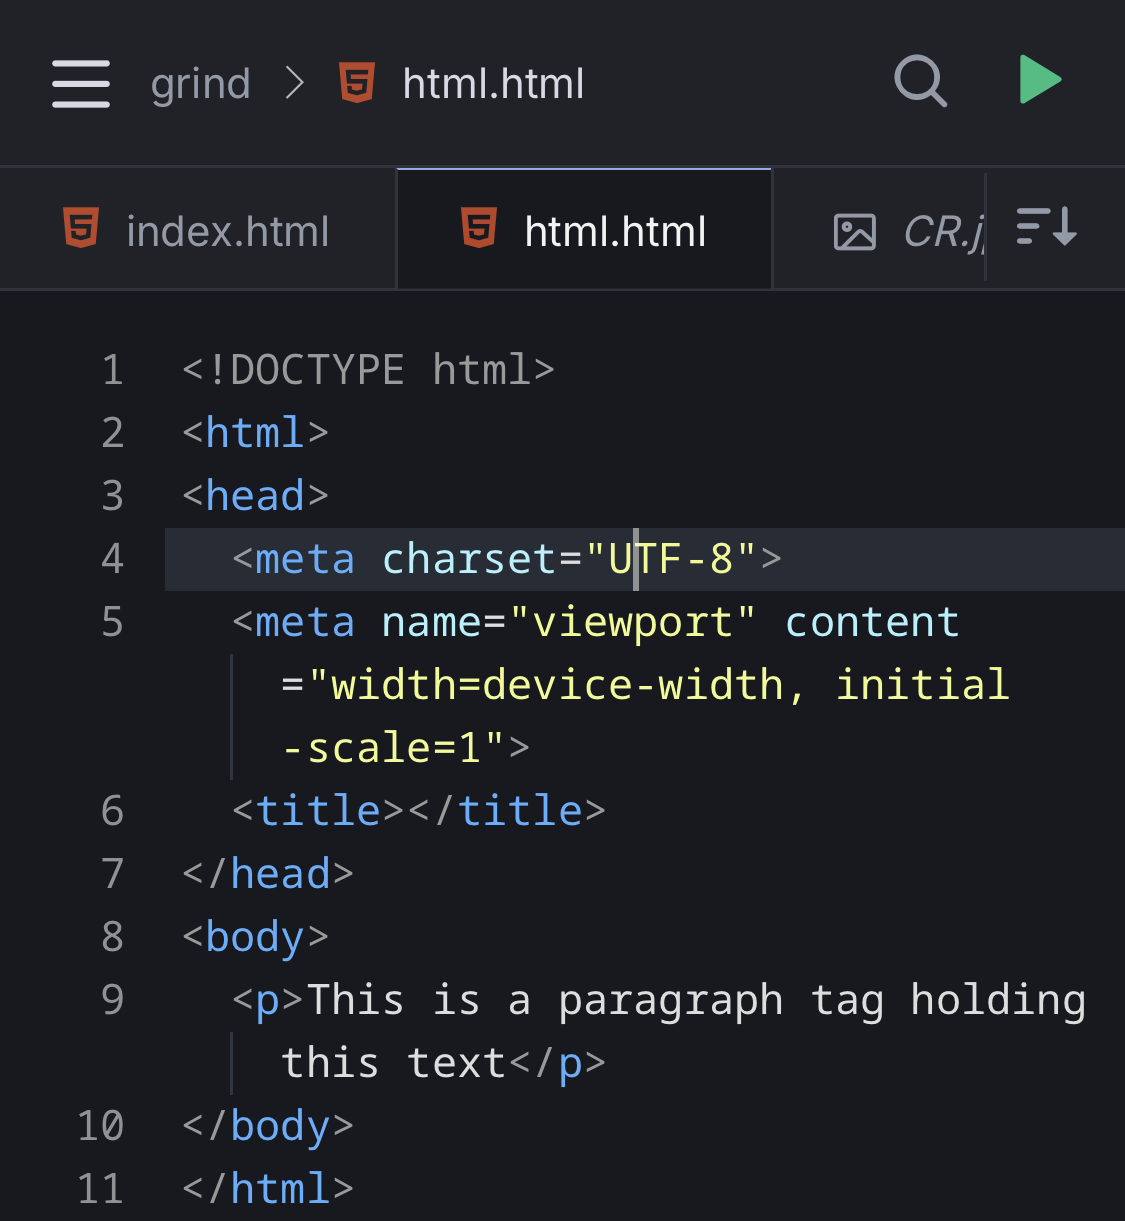 grind > html.html
index.html html.html CR.j
1 <!DOCTYPE html>
2 <html>
3 <head>
4 <meta charset="UTF-8">
5 <meta name="viewport" content
="width=device-width, initial
-scale=1">
6 <title></title>
7 </head>
8 <body>
9 <p>This is a paragraph tag holding
this text</p>
10 </body>
11 </html>